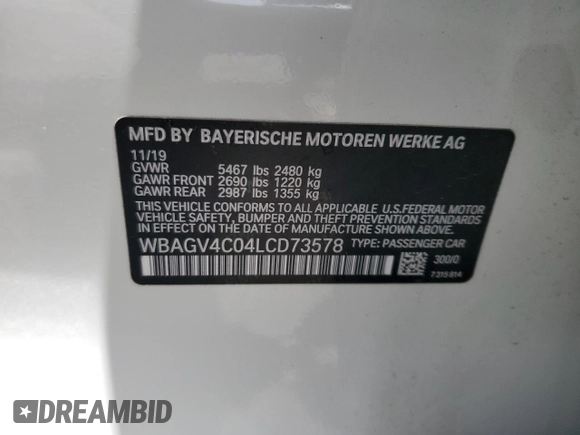 MFD BY BAYERISCHE MOTOREN WERKE AG
11/19
GVWR 5467 lbs 2480 kg
GAWR FRONT 2690 lbs 1220 kg
GAWR REAR 2987 lbs 1355 kg
THIS VEHICLE CONFORMS TO ALL APPLICABLE U.S.FEDERAL MOTOR
VEHICLE SAFETY, BUMPER AND THEFT PREVENTION STANDARDS
IN EFFECT ON THE DATE OF MANUFACTURE SHOWN ABOVE.
WBAGV4C04LCD73578 TYPE: PASSENGER CAR
300/0
7 315 614
DREAMBID